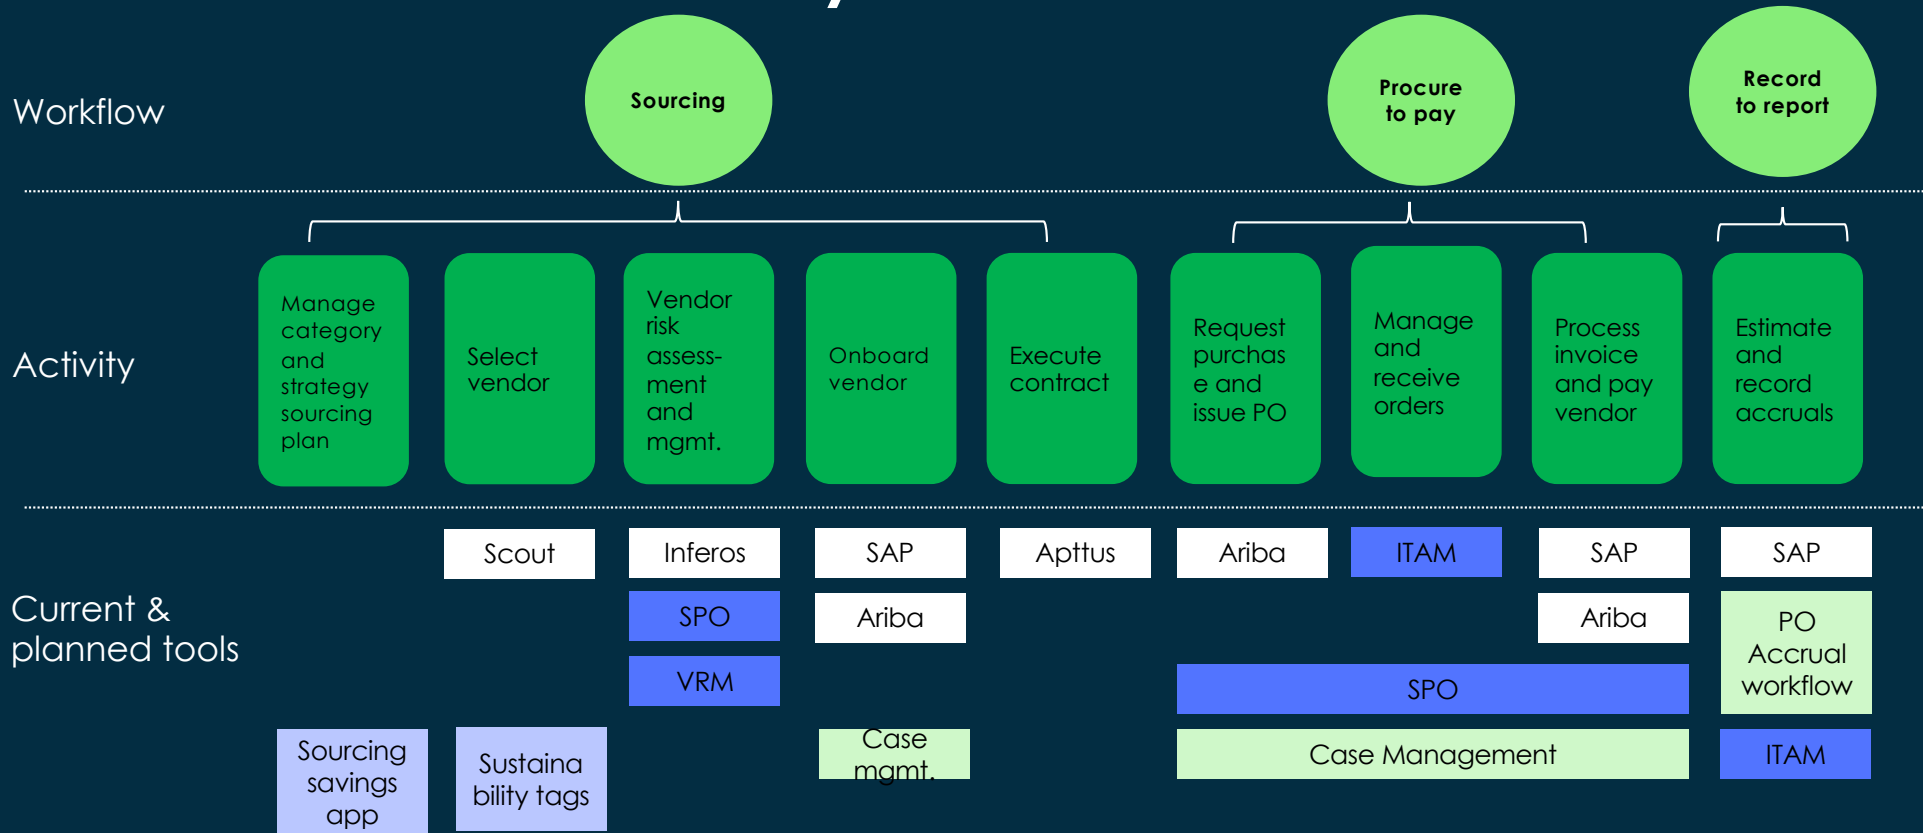 Workflow
Sourcing
Procure
to pay
Record
to report
Activity
Manage
category
and
strategy
sourcing
plan
Select
vendor
Vendor
risk
assess-
ment
and
mgmt.
Onboard
vendor
Execute
contract
Request
purchas
e and
issue PO
Manage
and
receive
orders
Process
invoice
and pay
vendor
Estimate
and
record
accruals
Current &
planned tools
Scout
Inferos
SAP
Apttus
Ariba
ITAM
SAP
SAP
SPO
Ariba
Ariba
PO
Accrual
workflow
VRM
SPO
Sourcing
savings
app
Sustaina
bility tags
Case
mgmt.
Case Management
ITAM